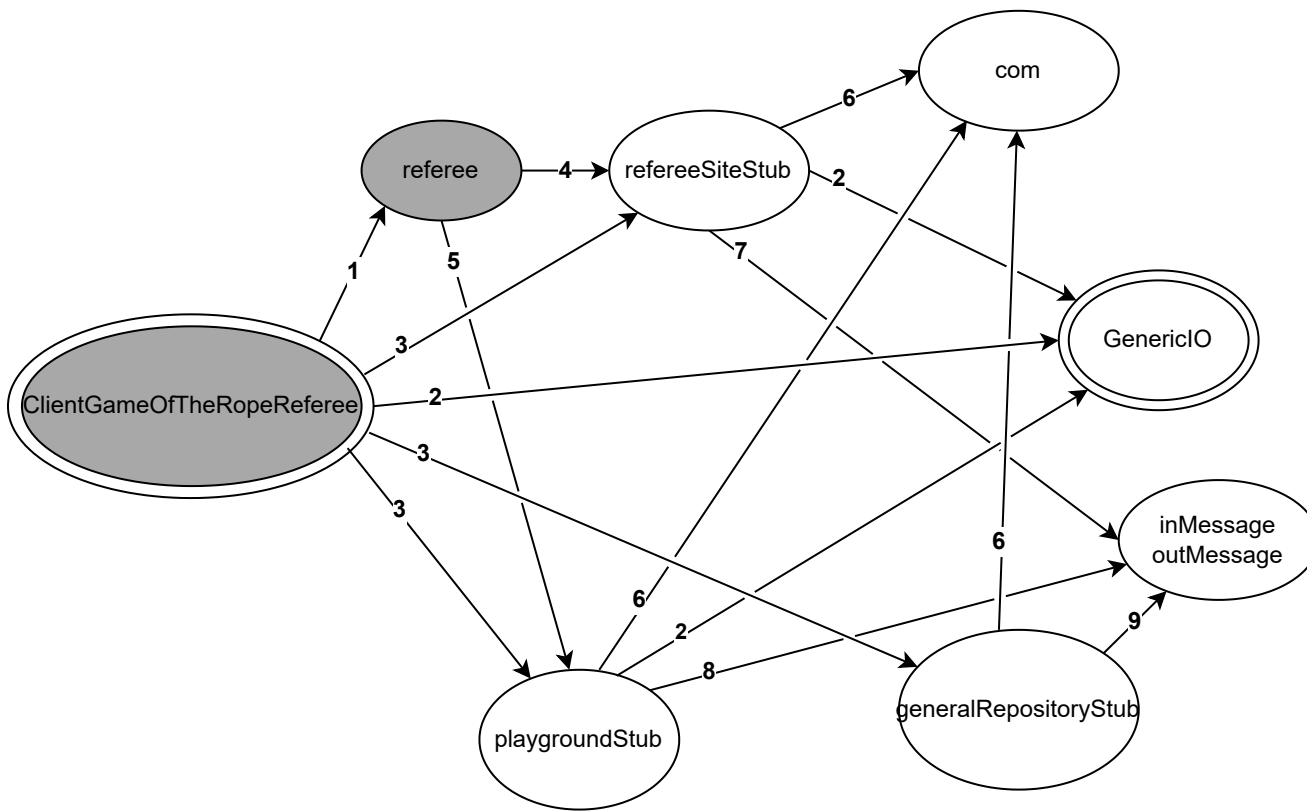 com
6
referee
4
refereeSiteStub
2
7
5
1
GenericIO
3
2
ClientGameOfTheRopeReferee
3
3
inMessage
outMessage
6
6
9
2
8
generalRepositoryStub
playgroundStub